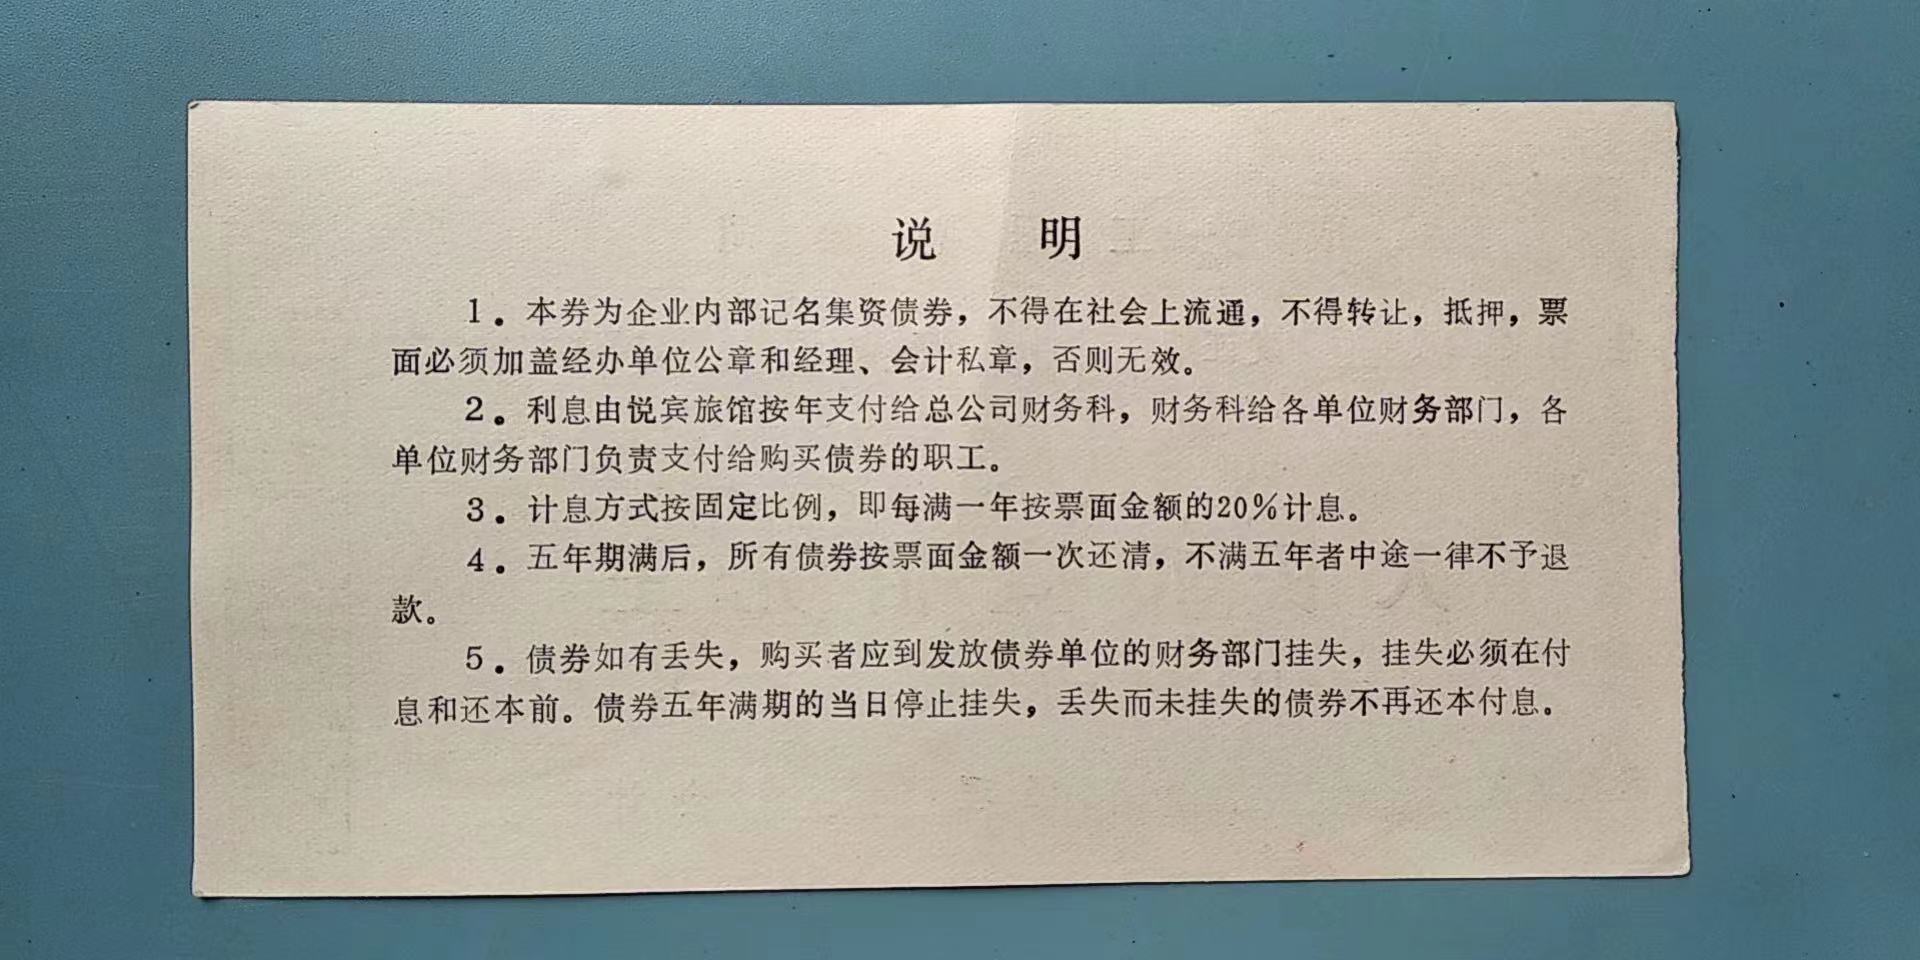 说 明
1．本券为企业内部记名集资债券，不得在社会上流通，不得转让，抵押，票
面必须加盖经办单位公章和经理、会计私章，否则无效。
2．利息由悦宾旅馆按年支付给总公司财务科，财务科给各单位财务部门，各
单位财务部门负责支付给购买债券的职工。
3．计息方式按固定比例，即每满一年按票面金额的20％计息。
4．五年期满后，所有债券按票面金额一次还清，不满五年者中途一律不予退
款。
5．债券如有丢失，购买者应到发放债券单位的财务部门挂失，挂失必须在付
息和还本前。债券五年满期的当日停止挂失，丢失而未挂失的债券不再还本付息。